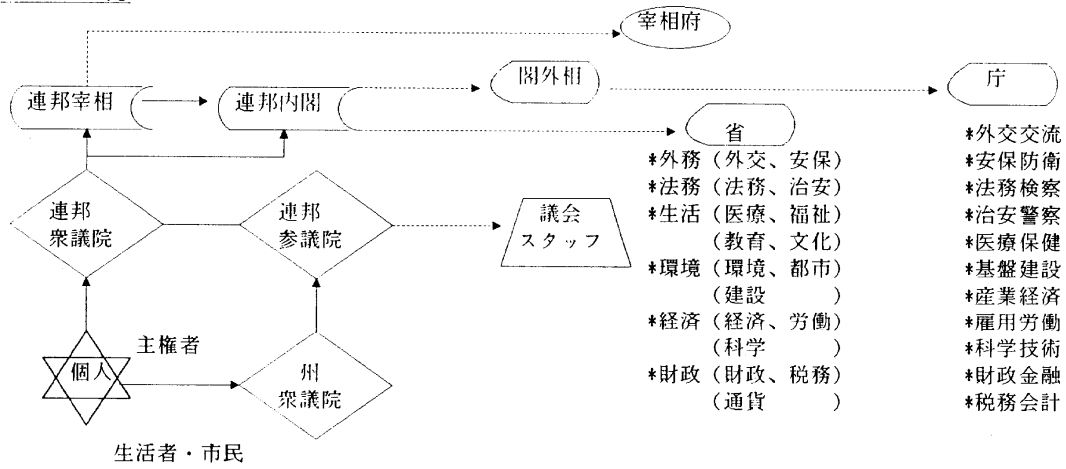 宰相府
閣外相
庁
連邦宰相
連邦内閣
省
*外交交流
*安保防衛
*法務検察
*治安警察
*医療保健
*基盤建設
*産業経済
*雇用労働
*科学技術
*財政金融
*税務会計
*外務(外交、安保)
*法務(法務、治安)
*生活(医療、福祉)
(教育、文化)
*環境(環境、都市)
(建設 )
*経済(経済、労働)
(科学 )
*財政(財政、税務)
(通貨 )
連邦
衆議院
連邦
参議院
議会
スタッフ
主権者
個人
州
衆議院
生活者・市民